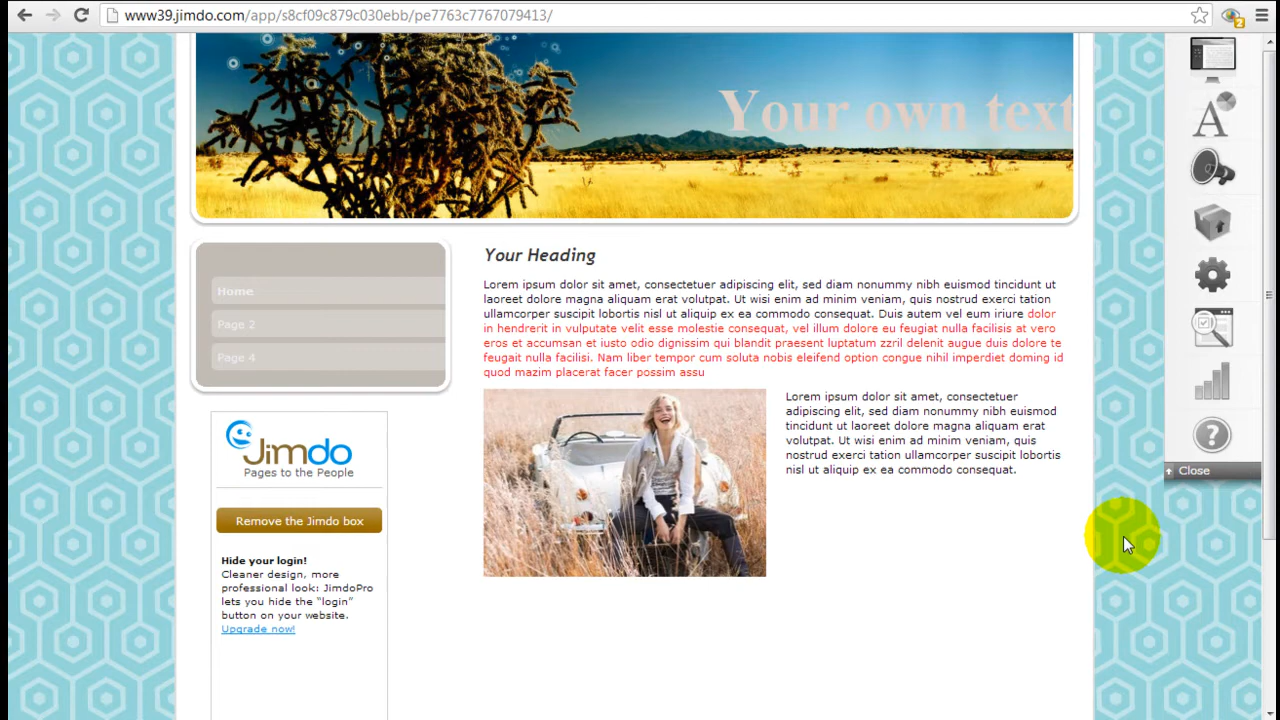 www39.jimdo.com/app/s8cf09c879c030ebb/pe7763c7767079413/
2
Your own text
A
Home
Page 2
Page 4
Your Heading
Lorem ipsum dolor sit amet, consectetuer adipiscing elit, sed diam nonummy nibh euismod tincidunt ut
laoreet dolore magna aliquam erat volutpat. Ut wisi enim ad minim veniam, quis nostrud exerci tation
ullamcorper suscipit lobortis nisl ut aliquip ex ea commodo consequat. Duis autem vel eum iriure dolor
in hendrerit in vulputate velit esse molestie consequat, vel illum dolore eu feugiat nulla facilisis at vero
eros et accumsan et iusto odio dignissim qui blandit praesent luptatum zzril delenit augue duis dolore te
feugait nulla facilisi. Nam liber tempor cum soluta nobis eleifend option congue nihil imperdiet doming id
quod mazim placerat facer possim assu
Lorem ipsum dolor sit amet, consectetuer
adipiscing elit, sed diam nonummy nibh euismod
tincidunt ut laoreet dolore magna aliquam erat
volutpat. Ut wisi enim ad minim veniam, quis
nostrud exerci tation ullamcorper suscipit lobortis
nisl ut aliquip ex ea commodo consequat.
Jimdo
Pages to the People
Remove the Jimdo box
Hide your login!
Cleaner design, more
professional look: JimdoPro
lets you hide the "login"
button on your website.
Upgrade now!
?
Close